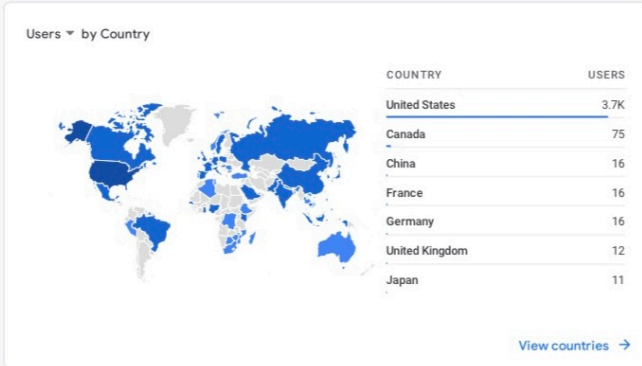 Users by Country
COUNTRY USERS
United States 3.7K
Canada 75
China 16
France 16
Germany 16
United Kingdom 12
Japan 11
View countries →